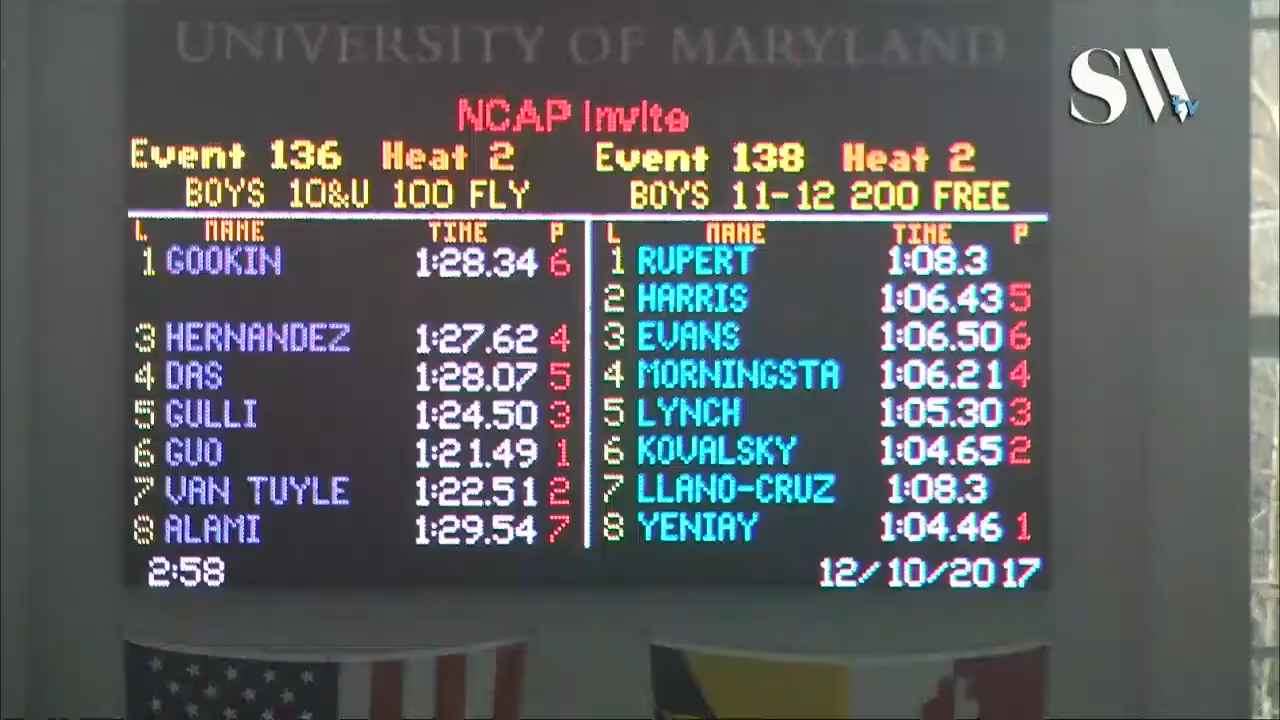 UNIVERSITY OF MARYLAND
SW tv
NCAP Invite
Event 136 Heat 2
BOYS 10&U 100 FLY
L NAME TIME P
1 GOOKIN 1:28.34 6
3 HERNANDEZ 1:27.62 4
4 DAS 1:28.07 5
5 GULLI 1:24.50 3
6 GUO 1:21.49 1
7 VAN TUYLE 1:22.51 2
8 ALAMI 1:29.54 7
2:58
Event 138 Heat 2
BOYS 11-12 200 FREE
L NAME TIME P
1 RUPERT 1:08.3
2 HARRIS 1:06.43 5
3 EVANS 1:06.50 6
4 MORNINGSTA 1:06.21 4
5 LYNCH 1:05.30 3
6 KOVALSKY 1:04.65 2
7 LLANO-CRUZ 1:08.3
8 YENIAY 1:04.46 1
12/10/2017